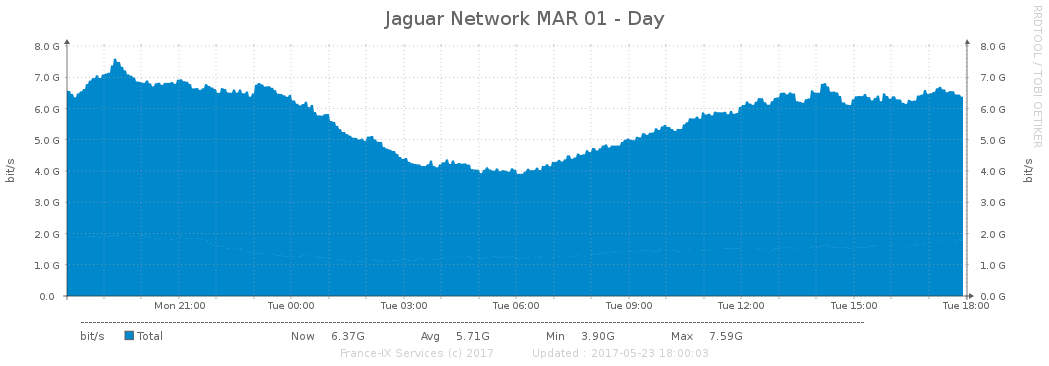 Jaguar Network MAR 01 - Day
RRDTOOL / TOBI OETIKER
8.0 G 8.0 G
7.0 G 7.0 G
6.0 G 6.0 G
5.0 G 5.0 G
4.0 G 4.0 G
3.0 G 3.0 G
2.0 G 2.0 G
1.0 G 1.0 G
0.0 0.0 G
bit/s
bit/s
Mon 21:00 Tue 00:00 Tue 03:00 Tue 06:00 Tue 09:00 Tue 12:00 Tue 15:00 Tue 18:00
bit/s Total Now 6.37G Avg 5.71G Min 3.90G Max 7.59G
France-IX Services (c) 2017 Updated : 2017-05-23 18:00:03